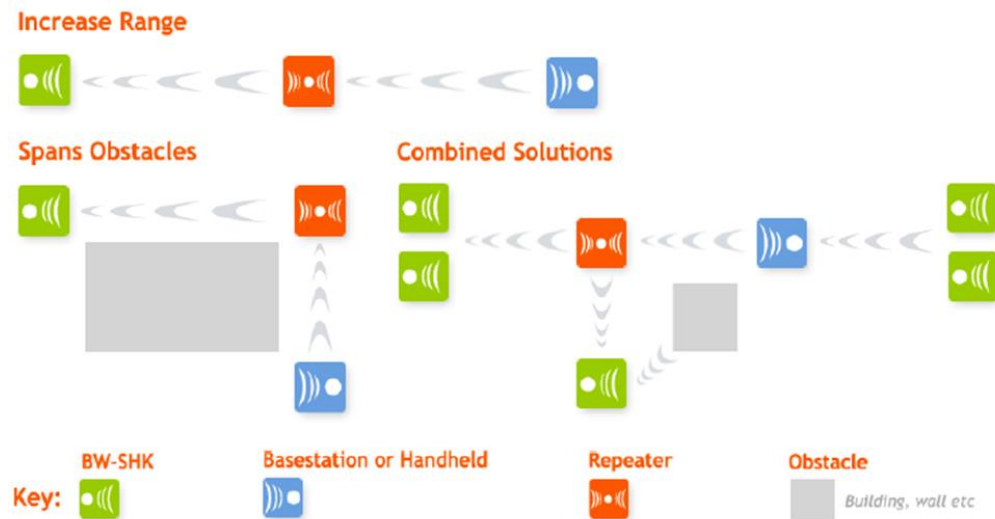 Increase Range
Spans Obstacles
Combined Solutions
BW-SHK
Basestation or Handheld
Repeater
Obstacle
Key:
Building, wall etc